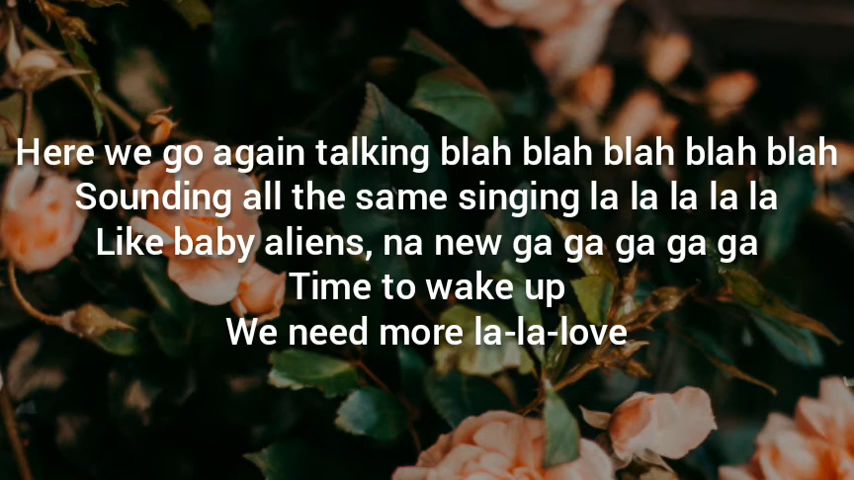 Here we go again talking blah blah blah blah blah
Sounding all the same singing la la la la la
Like baby aliens, na new ga ga ga ga ga
Time to wake up
We need more la-la-love